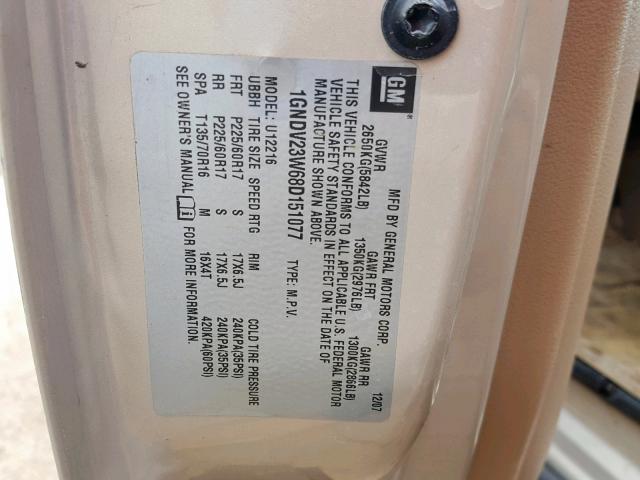 GM
MFD BY GENERAL MOTORS CORP. 12/07
GVWR GAWR FRT GAWR RR
2650KG(5842LB) 1350KG(2976LB) 1300KG(2866LB)
THIS VEHICLE CONFORMS TO ALL APPLICABLE U.S. FEDERAL MOTOR
VEHICLE SAFETY STANDARDS IN EFFECT ON THE DATE OF
MANUFACTURE SHOWN ABOVE.
1GNDV23W68D151077 TYPE: M.P.V.
MODEL: U12216
UBBH TIRE SIZE SPEED RTG RIM COLD TIRE PRESSURE
FRT P225/60R17 S 17X6.5J 240KPA(35PSI)
RR P225/60R17 S 17X6.5J 240KPA(35PSI)
SPA T135/70R16 M 16X4T 420KPA(60PSI)
SEE OWNER'S MANUAL FOR MORE INFORMATION.